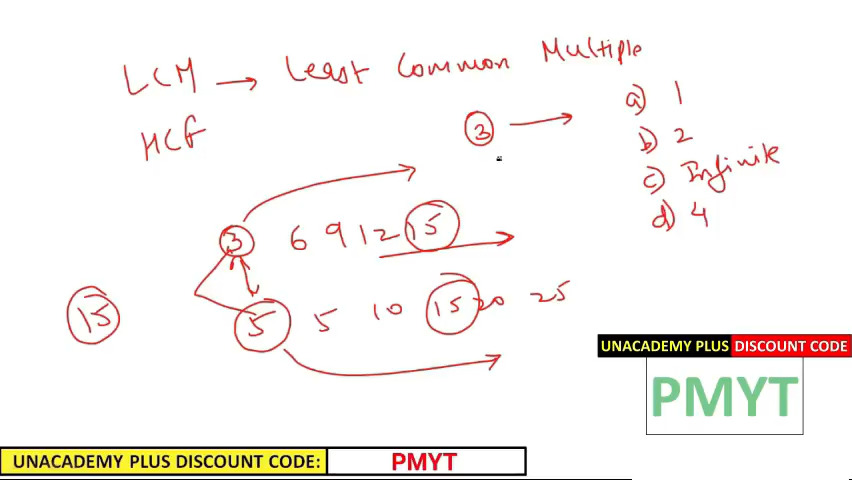 LCM → Least Common Multiple
HCF
3 →
a) 1
b) 2
c) Infinite
d) 4
3 6 9 12 15
15
5 5 10 15 20 25
UNACADEMY PLUS DISCOUNT CODE
PMYT
UNACADEMY PLUS DISCOUNT CODE: PMYT